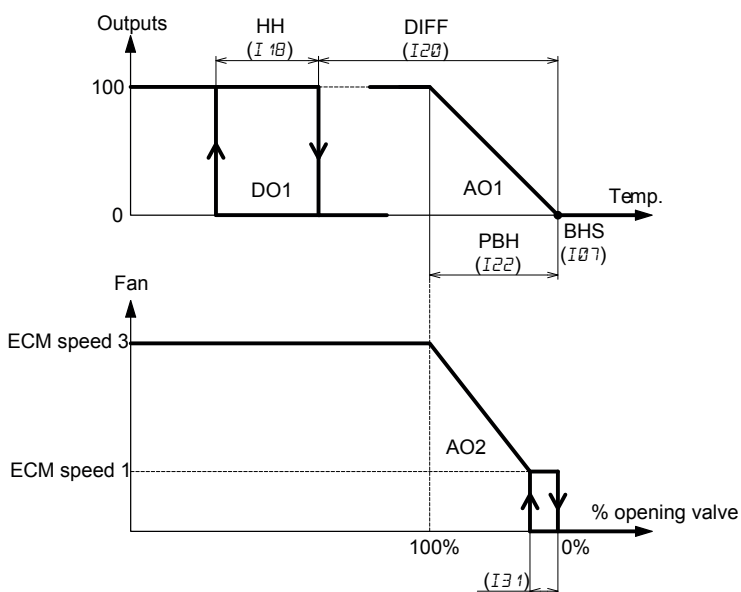 Outputs
HH
(I18)
DIFF
(I20)
100
DO1
AO1
Temp.
0
PBH
(I22)
BHS
(I07)
Fan
ECM speed 3
AO2
ECM speed 1
% opening valve
100%
0%
(I31)